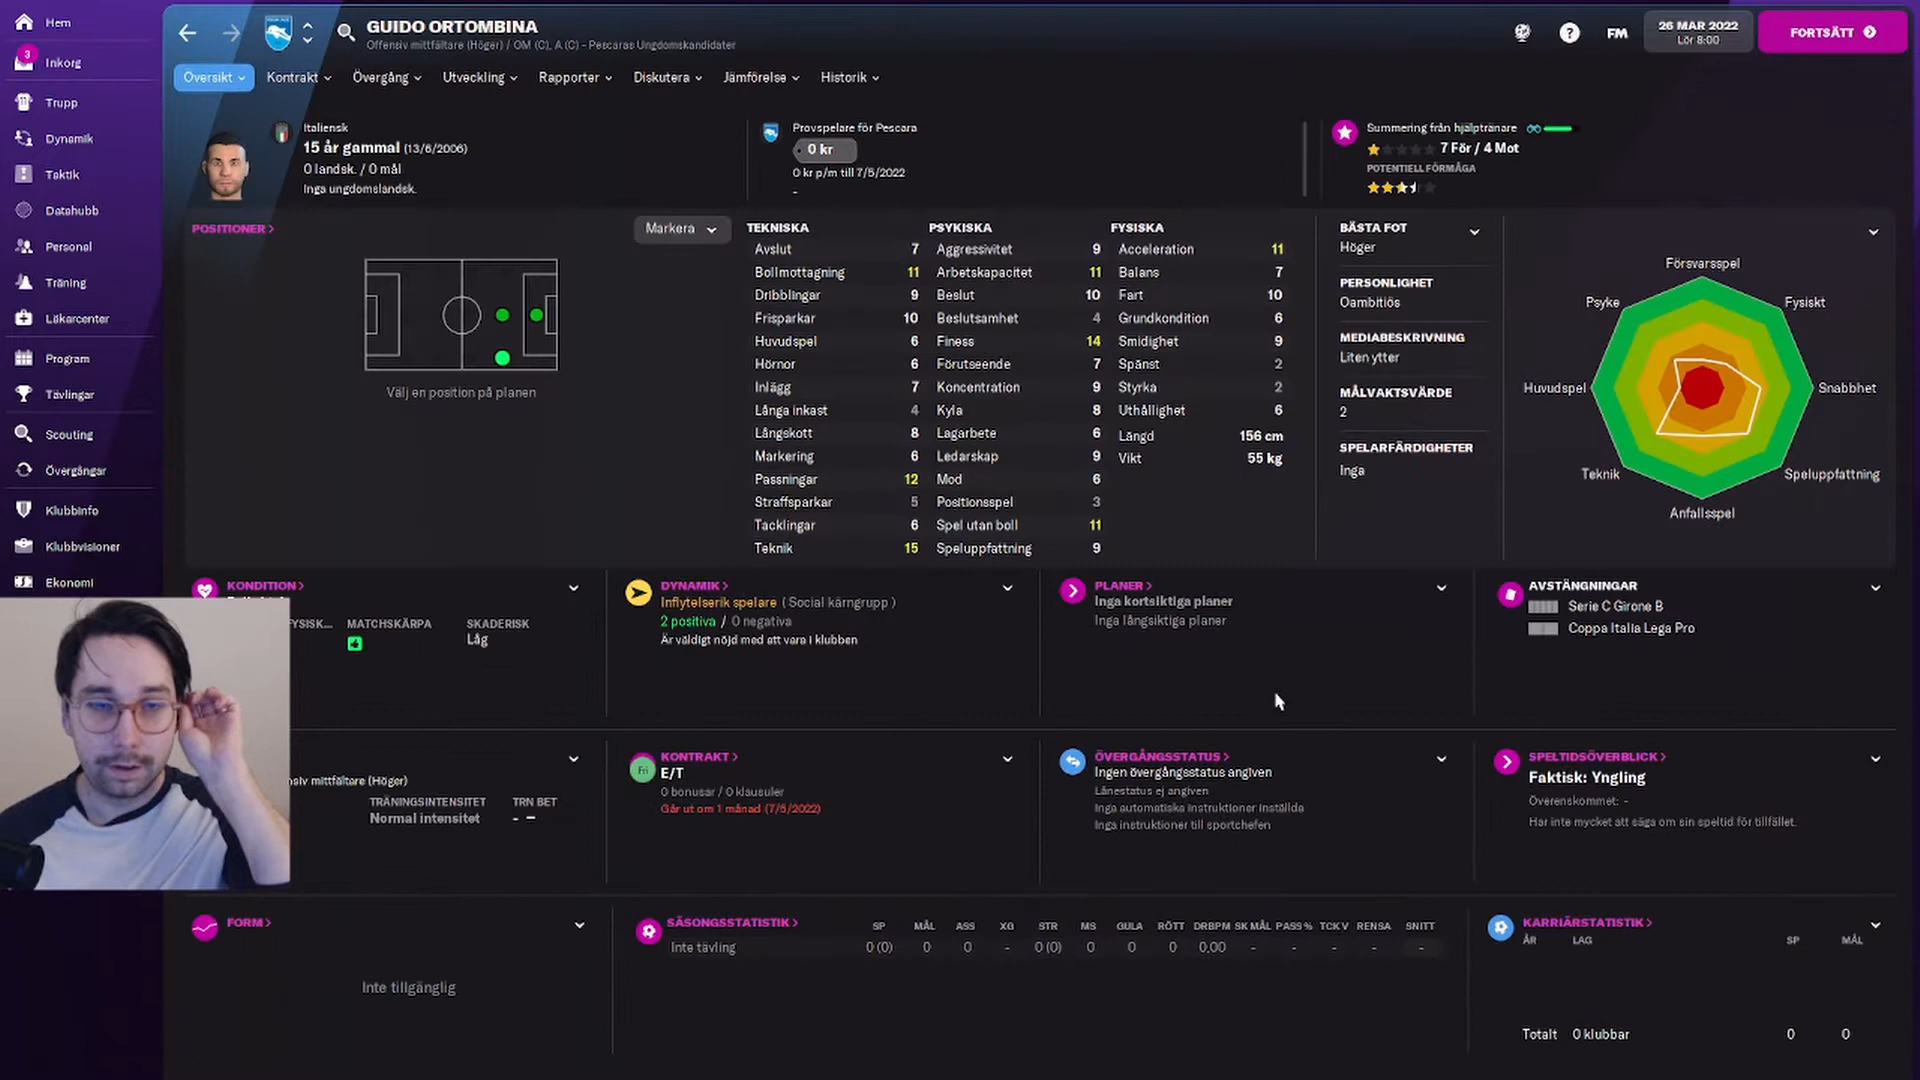 Hem
3
Inkorg
Trupp
Dynamik
Taktik
Datahubb
Personal
Träning
Läkarcenter
Program
Tävlingar
Scouting
Övergångar
Klubbinfo
Klubbvisioner
Ekonomi
GUIDO ORTOMBINA
Offensiv mittfältare (Höger) / OM (C), A (C) - Pescaras Ungdomskandidater
FM
26 MAR 2022
Lör 8:00
FORTSÄTT
Översikt Kontrakt Övergång Utveckling Rapporter Diskutera Jämförelse Historik
Italiensk
15 år gammal (13/6/2006)
0 landsk. / 0 mål
Inga ungdomslandsk.
Provspelare för Pescara
0 kr
0 kr p/m till 7/5/2022
-
Summering från hjälptränare
7 För / 4 Mot
POTENTIELL FÖRMÅGA
POSITIONER >
Markera
Välj en position på planen
TEKNISKA
Avslut 7
Bollmottagning 11
Dribblingar 9
Frisparkar 10
Huvudspel 6
Hörnor 6
Inlägg 7
Långa inkast 4
Långskott 8
Markering 6
Passningar 12
Straffsparkar 5
Tacklingar 6
Teknik 15
PSYKISKA
Aggressivitet 9
Arbetskapacitet 11
Beslut 10
Beslutsamhet 4
Finess 14
Förutseende 7
Koncentration 9
Kyla 8
Lagarbete 6
Ledarskap 9
Mod 6
Positionsspel 3
Spel utan boll 11
Speluppfattning 9
FYSISKA
Acceleration 11
Balans 7
Fart 10
Grundkondition 6
Smidighet 9
Spänst 2
Styrka 2
Uthållighet 6
Längd 156 cm
Vikt 55 kg
BÄSTA FOT
Höger
PERSONLIGHET
Oambitiös
MEDIABESKRIVNING
Liten ytter
MÅLVAKTSVÄRDE
2
SPELARFÄRDIGHETER
Inga
Försvarsspel
Fysiskt
Snabbhet
Speluppfattning
Anfallsspel
Teknik
Huvudspel
Psyke
KONDITION >
FYSISK... MATCHSKÄRPA SKADERISK
Låg
DYNAMIK >
Inflytelserik spelare ( Social kärngrupp )
2 positiva / 0 negativa
Är väldigt nöjd med att vara i klubben
PLANER >
Inga kortsiktiga planer
Inga långsiktiga planer
AVSTÄNGNINGAR
Serie C Girone B
Coppa Italia Lega Pro
nsiv mittfältare (Höger)
TRÄNINGSINTENSITET TRN BET
Normal intensitet - –
Fri
KONTRAKT >
E/T
0 bonusar / 0 klausuler
Går ut om 1 månad (7/5/2022)
ÖVERGÅNGSSTATUS >
Ingen övergångsstatus angiven
Lånestatus ej angiven
Inga automatiska instruktioner inställda
Inga instruktioner till sportchefen
SPELTIDSÖVERBLICK >
Faktisk: Yngling
Överenskommet: -
Har inte mycket att säga om sin speltid för tillfället.
FORM >
Inte tillgänglig
SÄSONGSSTATISTIK > SP MÅL ASS XG STR MS GULA RÖTT DRBPM SK MÅL PASS % TCK V RENSA SNITT
Inte tävling 0 (0) 0 0 - 0 (0) 0 0 0 0,00 - - - - -
KARRIÄRSTATISTIK >
ÅR LAG SP MÅL
Totalt 0 klubbar 0 0